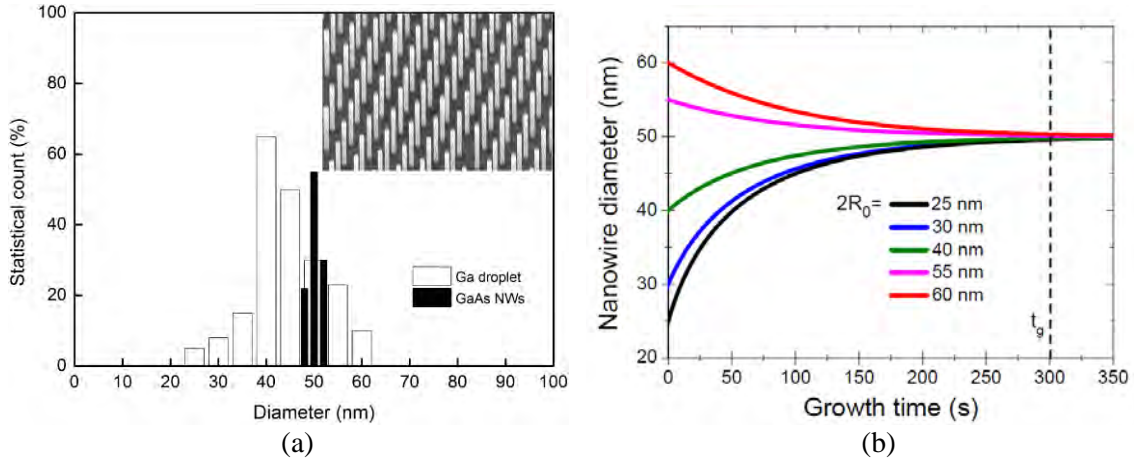 100
80
60
40
20
0
Statistical count (%)
Ga droplet
GaAs NWs
0 10 20 30 40 50 60 70 80 90 100
Diameter (nm)
(a)
60
50
40
30
20
Nanowire diameter (nm)
2R0=
25 nm
30 nm
40 nm
55 nm
60 nm
tg
0 50 100 150 200 250 300 350
Growth time (s)
(b)